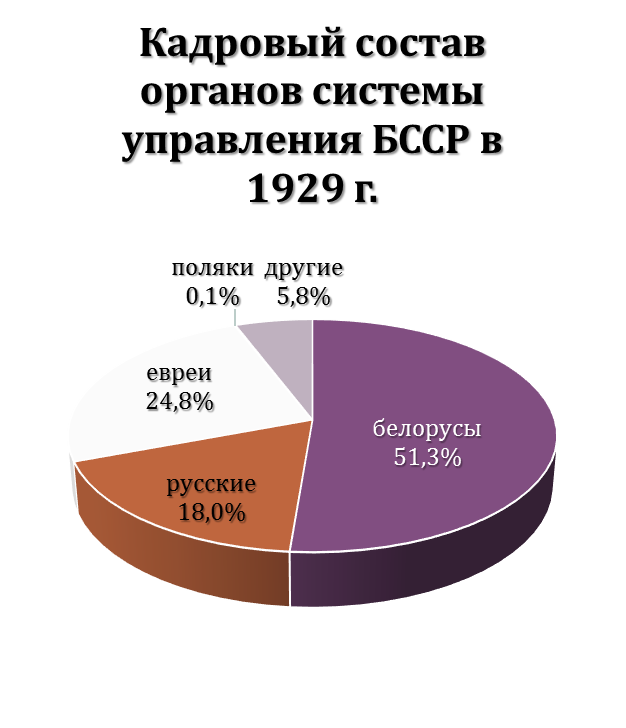 Кадровый состав
органов системы
управления БССР в
1929 г.
поляки
0,1%
другие
5,8%
евреи
24,8%
белорусы
51,3%
русские
18,0%